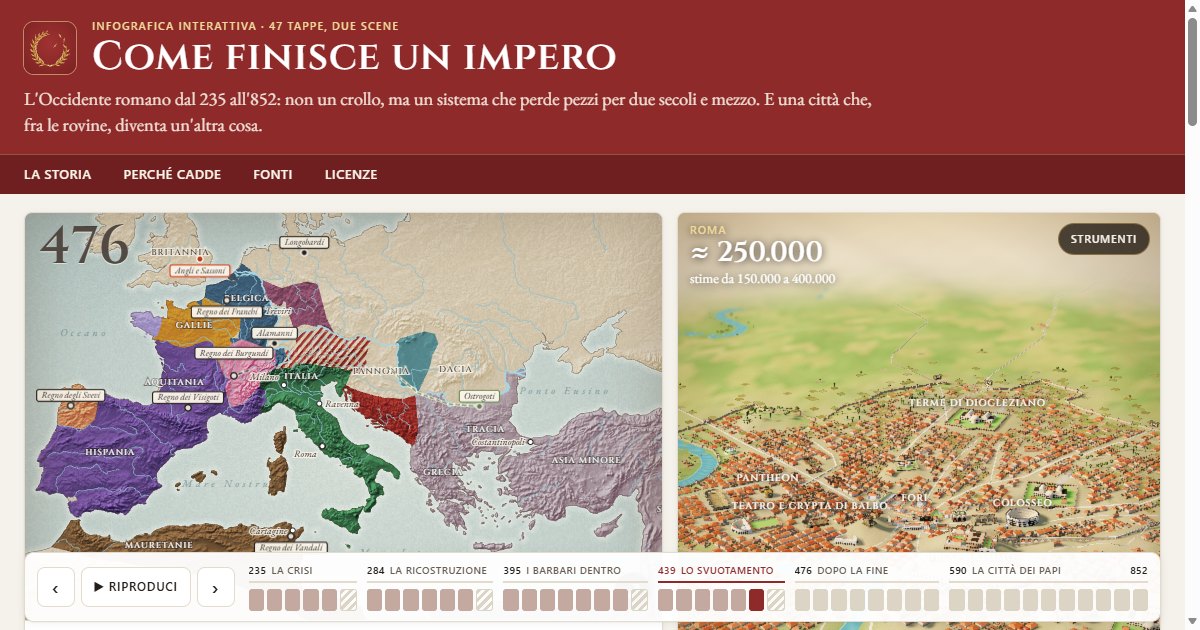 INFOGRAFICA INTERATTIVA · 47 TAPPE, DUE SCENE
COME FINISCE UN IMPERO
L'Occidente romano dal 235 all'852: non un crollo, ma un sistema che perde pezzi per due secoli e mezzo. E una città che,
fra le rovine, diventa un'altra cosa.
LA STORIA
PERCHÉ CADDE
FONTI
LICENZE
476
BRITANNIA
Angli e Sassoni
Longobardi
BELGICA
Regno dei Franchi
Treviri
GALLIE
Oceano
Alamanni
Regno dei Burgundi
AQUITANIA
Milano
ITALIA
PANNONIA
DACIA
Regno degli Svevi
Regno dei Visigoti
Ravenna
Ostrogoti
Ponto Eusino
TRACIA
Costantinopoli
HISPANIA
Roma
GRECIA
ASIA MINORE
Mare Nostru
Cartagine
MAURETANIE
Regno dei Vandali
ROMA
≈ 250.000
stime da 150.000 a 400.000
STRUMENTI
TERME DI DIOCLEZIANO
PANTHEON
TEATRO E CRYPTA DI BALBO
FORI
COLOSSEO
‹
▶ RIPRODUCI
›
235 LA CRISI
284 LA RICOSTRUZIONE
395 I BARBARI DENTRO
439 LO SVUOTAMENTO
476 DOPO LA FINE
590 LA CITTÀ DEI PAPI
852